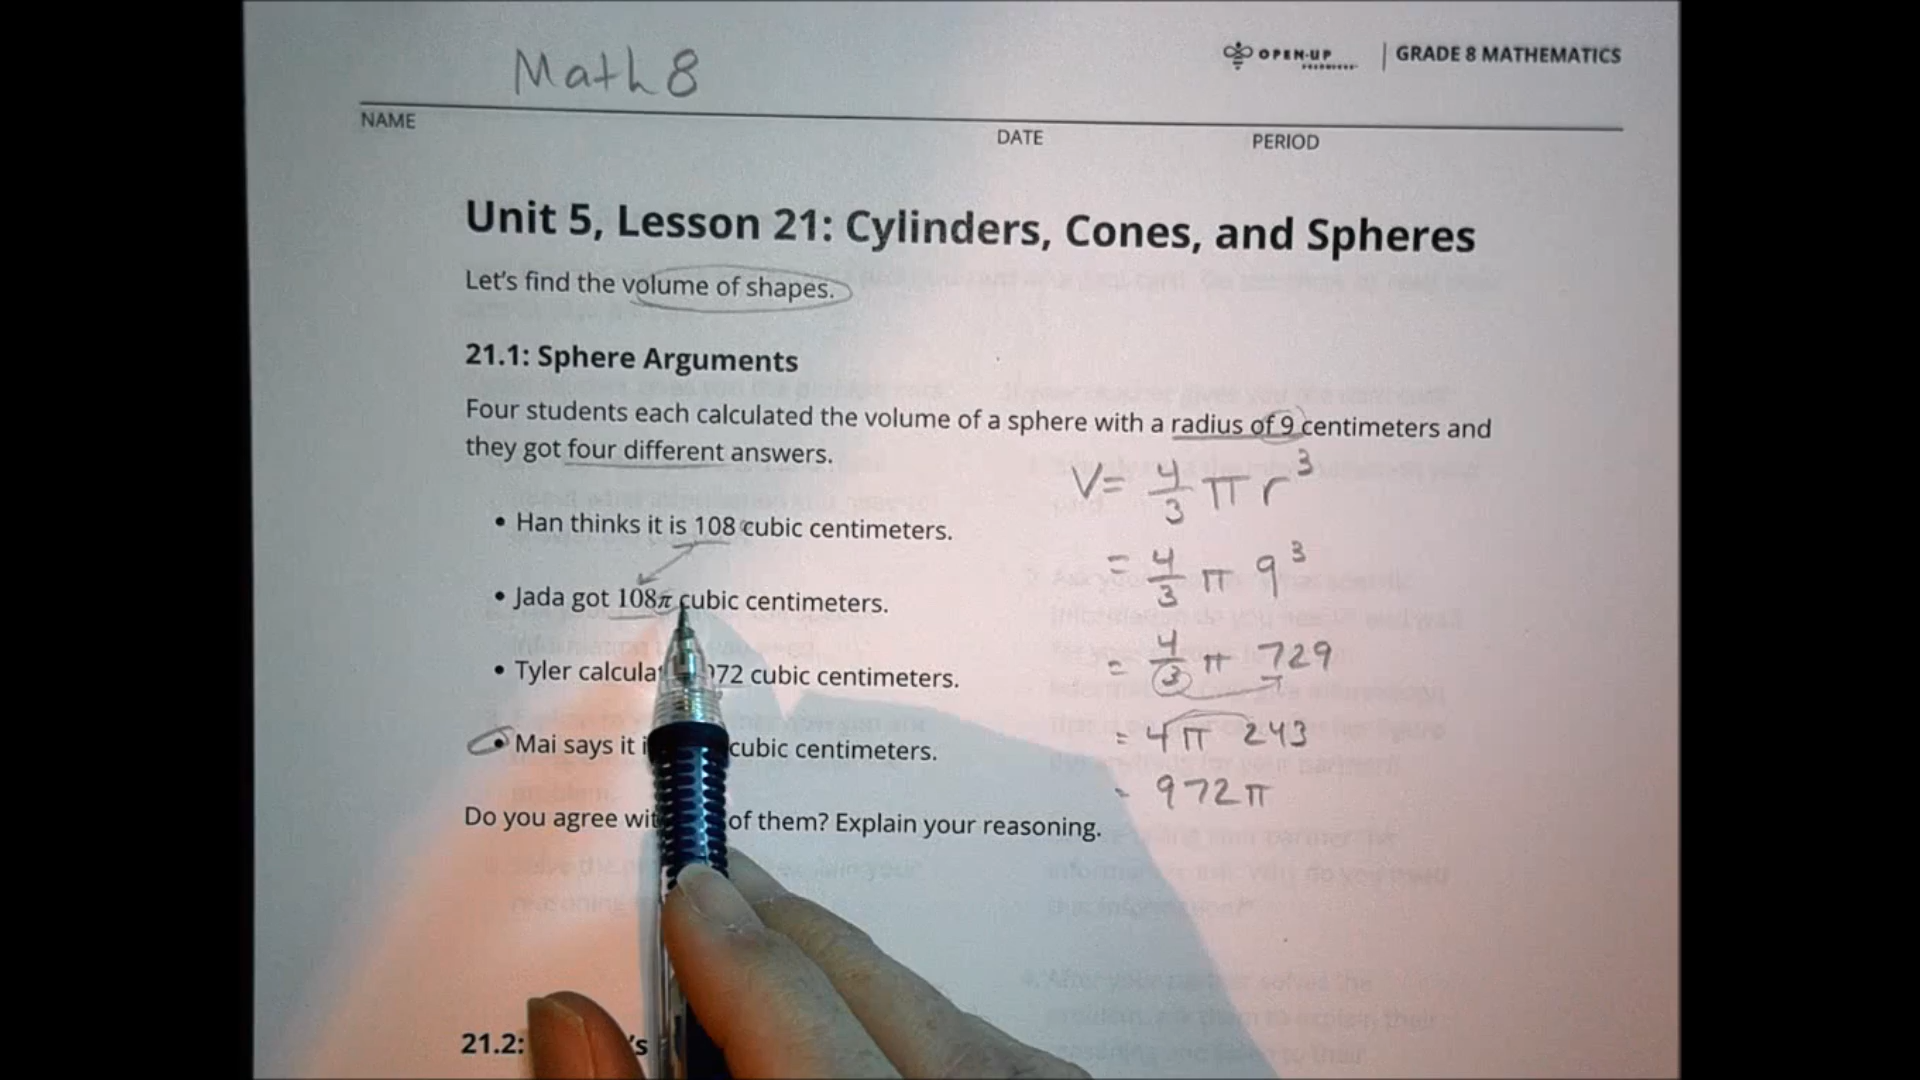 Math 8
OPEN-UP
GRADE 8 MATHEMATICS
NAME
DATE
PERIOD
Unit 5, Lesson 21: Cylinders, Cones, and Spheres
Let's find the volume of shapes.
21.1: Sphere Arguments
Four students each calculated the volume of a sphere with a radius of 9 centimeters and
they got four different answers.
• Han thinks it is 108 cubic centimeters.
• Jada got 108π cubic centimeters.
• Tyler 972 cubic centimeters.
• Mai says it cubic centimeters.
Do you agree of them? Explain your reasoning.
V= 4/3 π r³
= 4/3 π 9³
= 4/3 π 729
= 4π 243
= 972π
21.2: 's